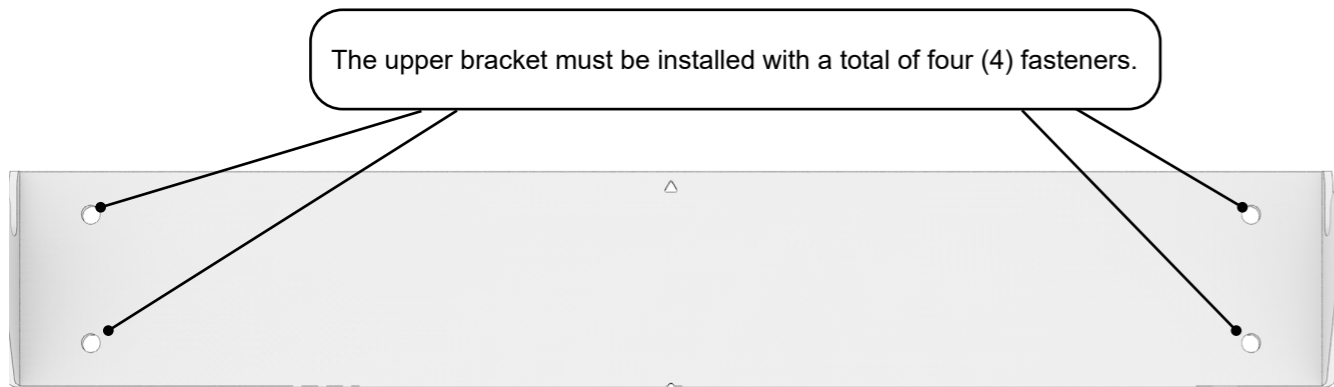 The upper bracket must be installed with a total of four (4) fasteners.